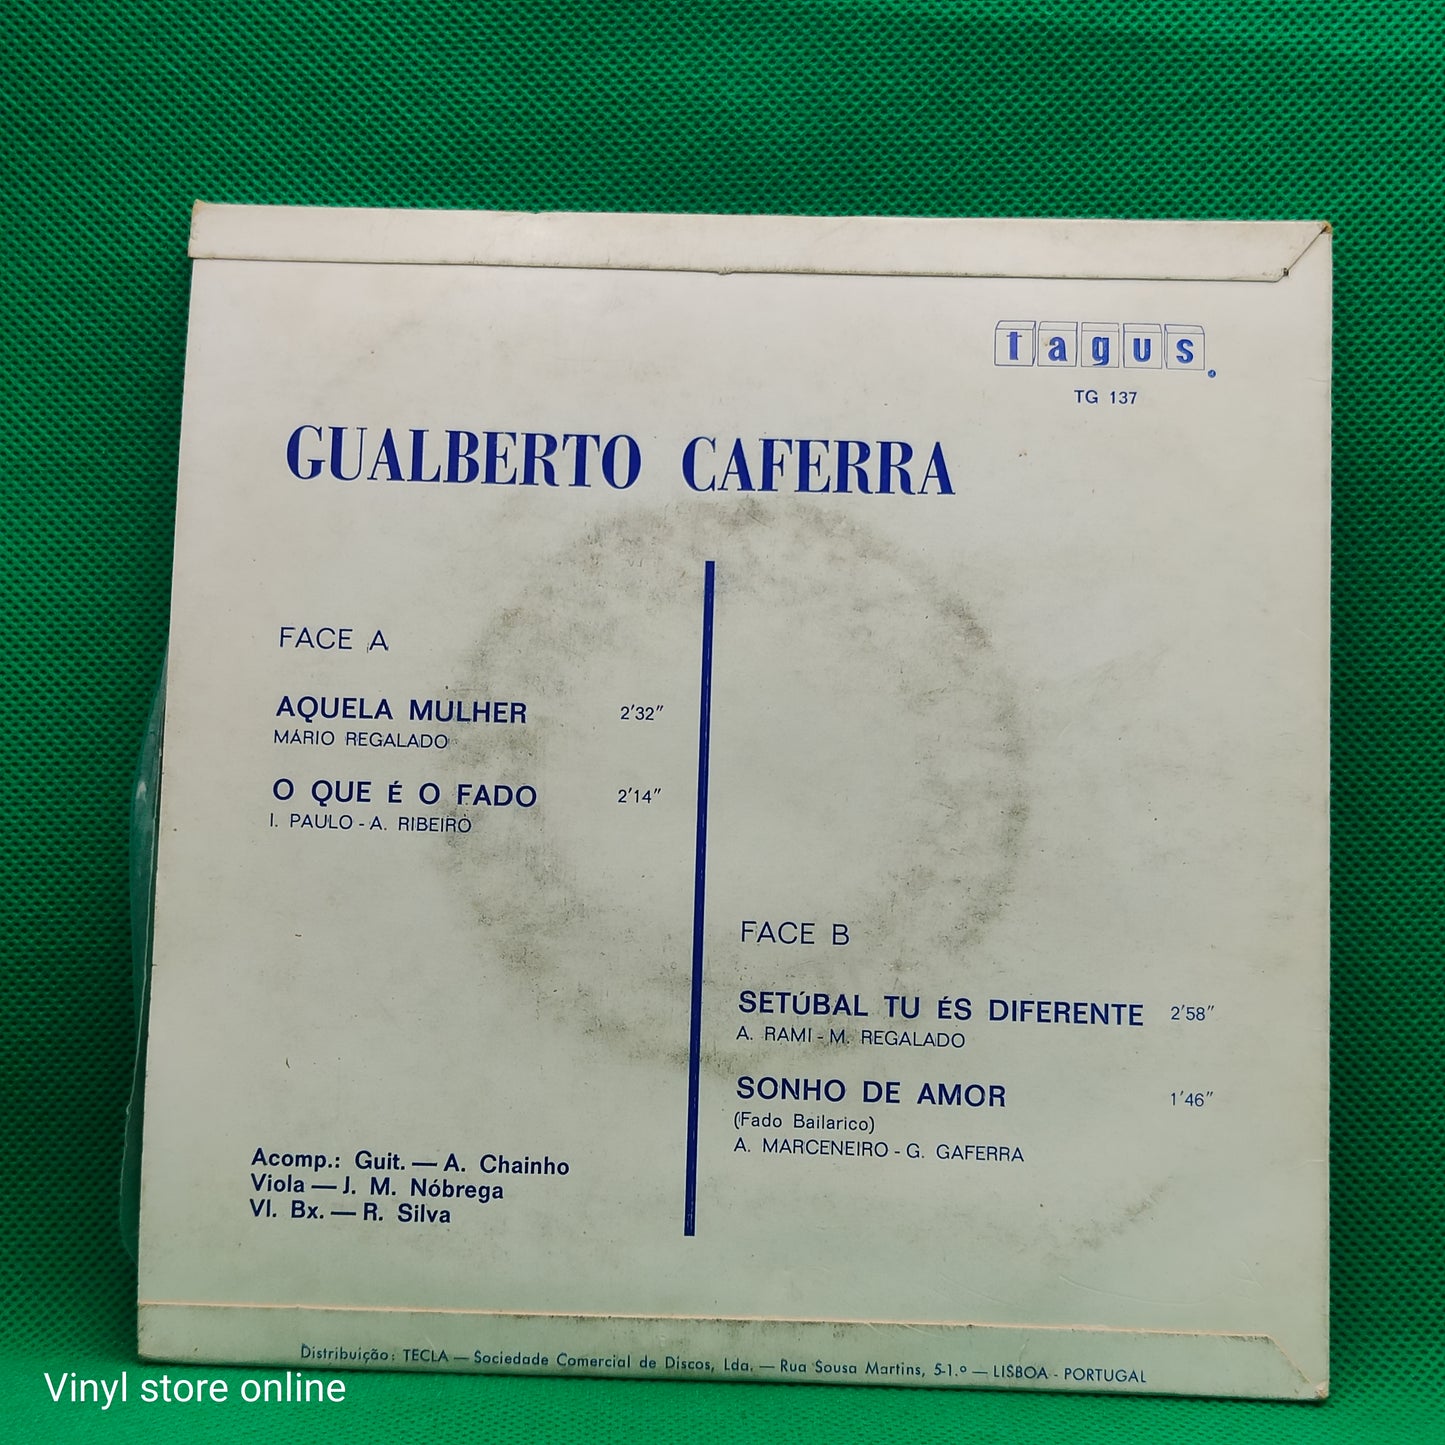 tagus
TG 137
GUALBERTO CAFERRA
FACE A
AQUELA MULHER 2'32"
MÁRIO REGALADO
O QUE É O FADO 2'14"
I. PAULO - A. RIBEIRO
FACE B
SETÚBAL TU ÉS DIFERENTE 2'58"
A. RAMI - M. REGALADO
SONHO DE AMOR 1'46"
(Fado Bailarico)
A. MARCENEIRO - G. GAFERRA
Acomp.: Guit. — A. Chainho
Viola — J. M. Nóbrega
Vl. Bx. — R. Silva
Distribuição: TECLA — Sociedade Comercial de Discos, Lda. — Rua Sousa Martins, 5-1.º — LISBOA - PORTUGAL
Vinyl store online